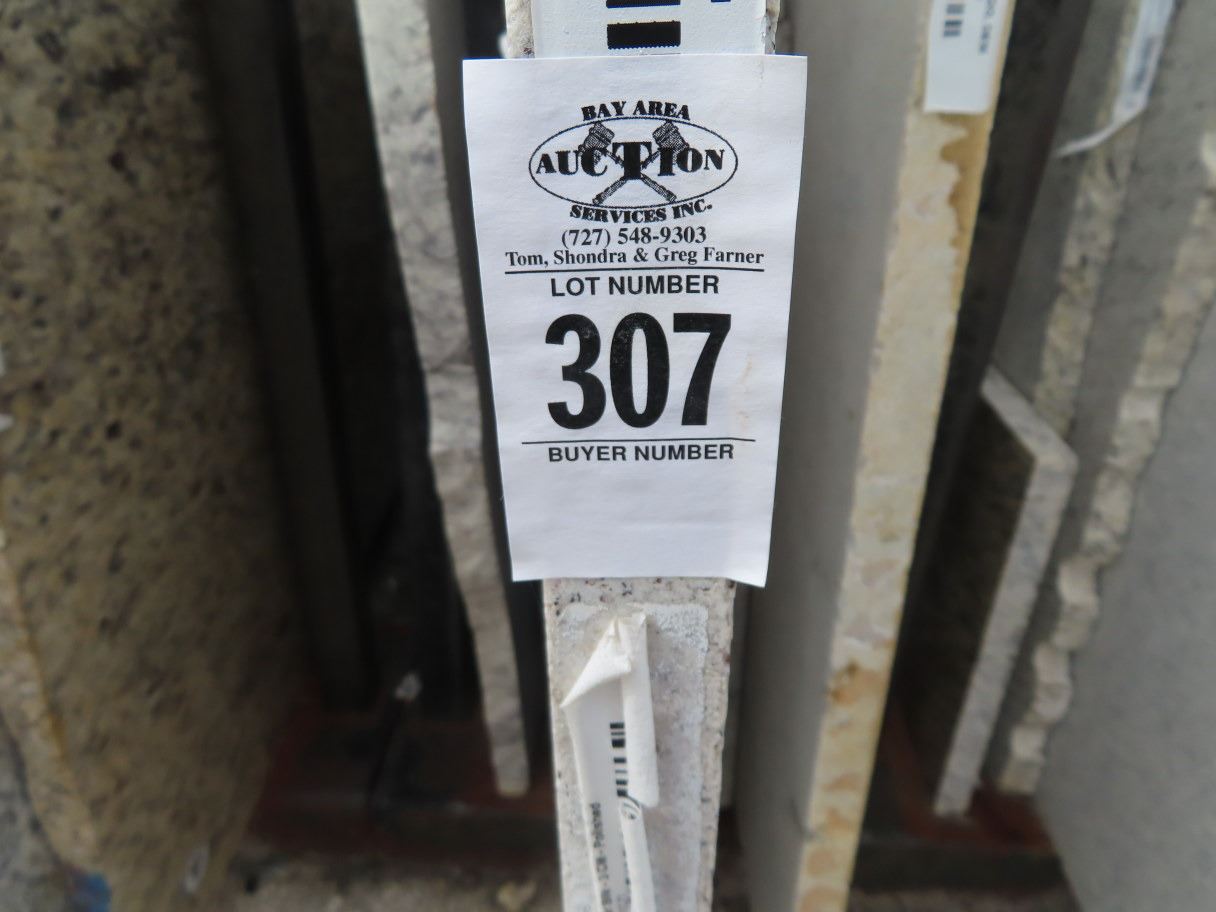 BAY AREA
AUCTION
SERVICES INC.
(727) 548-9303
Tom, Shondra & Greg Farner
LOT NUMBER
307
BUYER NUMBER